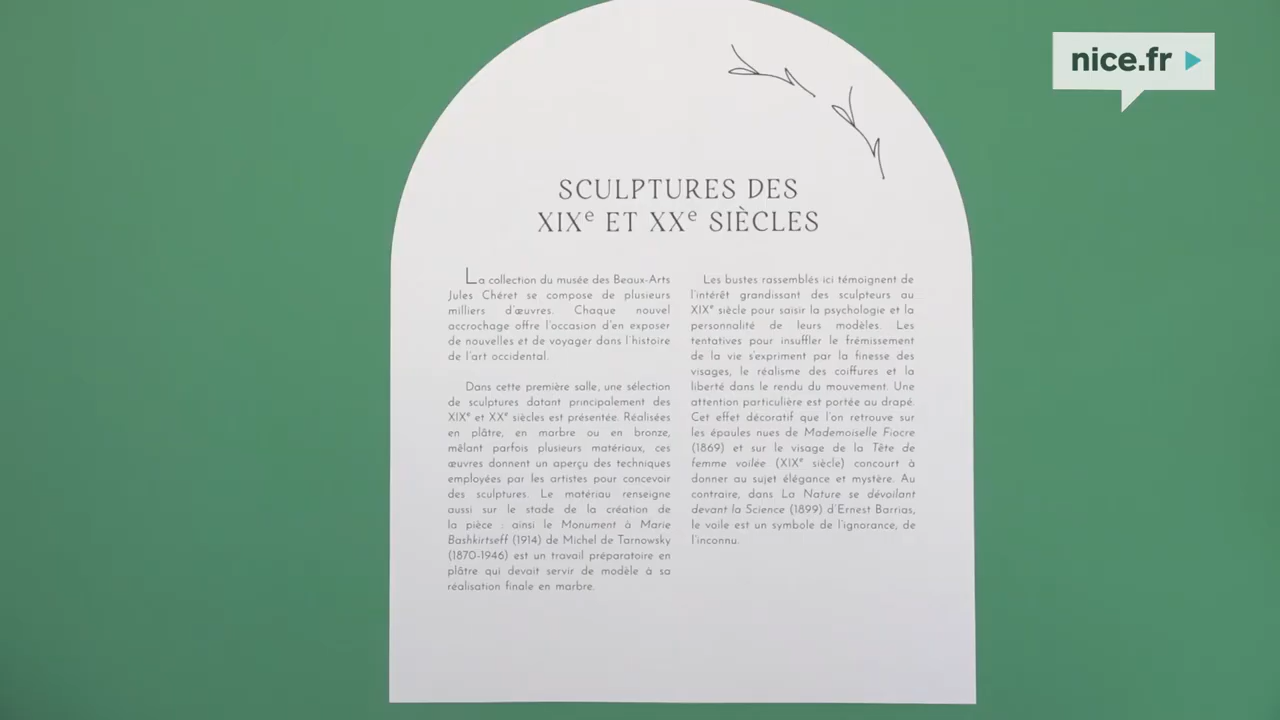 nice.fr
SCULPTURES DES
XIXe ET XXe SIÈCLES
La collection du musée des Beaux-Arts
Jules Chéret se compose de plusieurs
milliers d'œuvres. Chaque nouvel
accrochage offre l'occasion d'en exposer
de nouvelles et de voyager dans l'histoire
de l'art occidental.
Dans cette première salle, une sélection
de sculptures datant principalement des
XIXe et XXe siècles est présentée. Réalisées
en plâtre, en marbre ou en bronze,
mêlant parfois plusieurs matériaux, ces
œuvres donnent un aperçu des techniques
employées par les artistes pour concevoir
des sculptures. Le matériau renseigne
aussi sur le stade de la création de
la pièce : ainsi le Monument à Marie
Bashkirtseff (1914) de Michel de Tarnowsky
(1870-1946) est un travail préparatoire en
plâtre qui devait servir de modèle à sa
réalisation finale en marbre.
Les bustes rassemblés ici témoignent de
l'intérêt grandissant des sculpteurs au
XIXe siècle pour saisir la psychologie et la
personnalité de leurs modèles. Les
tentatives pour insuffler le frémissement
de la vie s'expriment par la finesse des
visages, le réalisme des coiffures et la
liberté dans le rendu du mouvement. Une
attention particulière est portée au drapé.
Cet effet décoratif que l'on retrouve sur
les épaules nues de Mademoiselle Fiocre
(1869) et sur le visage de la Tête de
femme voilée (XIXe siècle) concourt à
donner au sujet élégance et mystère. Au
contraire, dans La Nature se dévoilant
devant la Science (1899) d'Ernest Barrias,
le voile est un symbole de l'ignorance, de
l'inconnu.